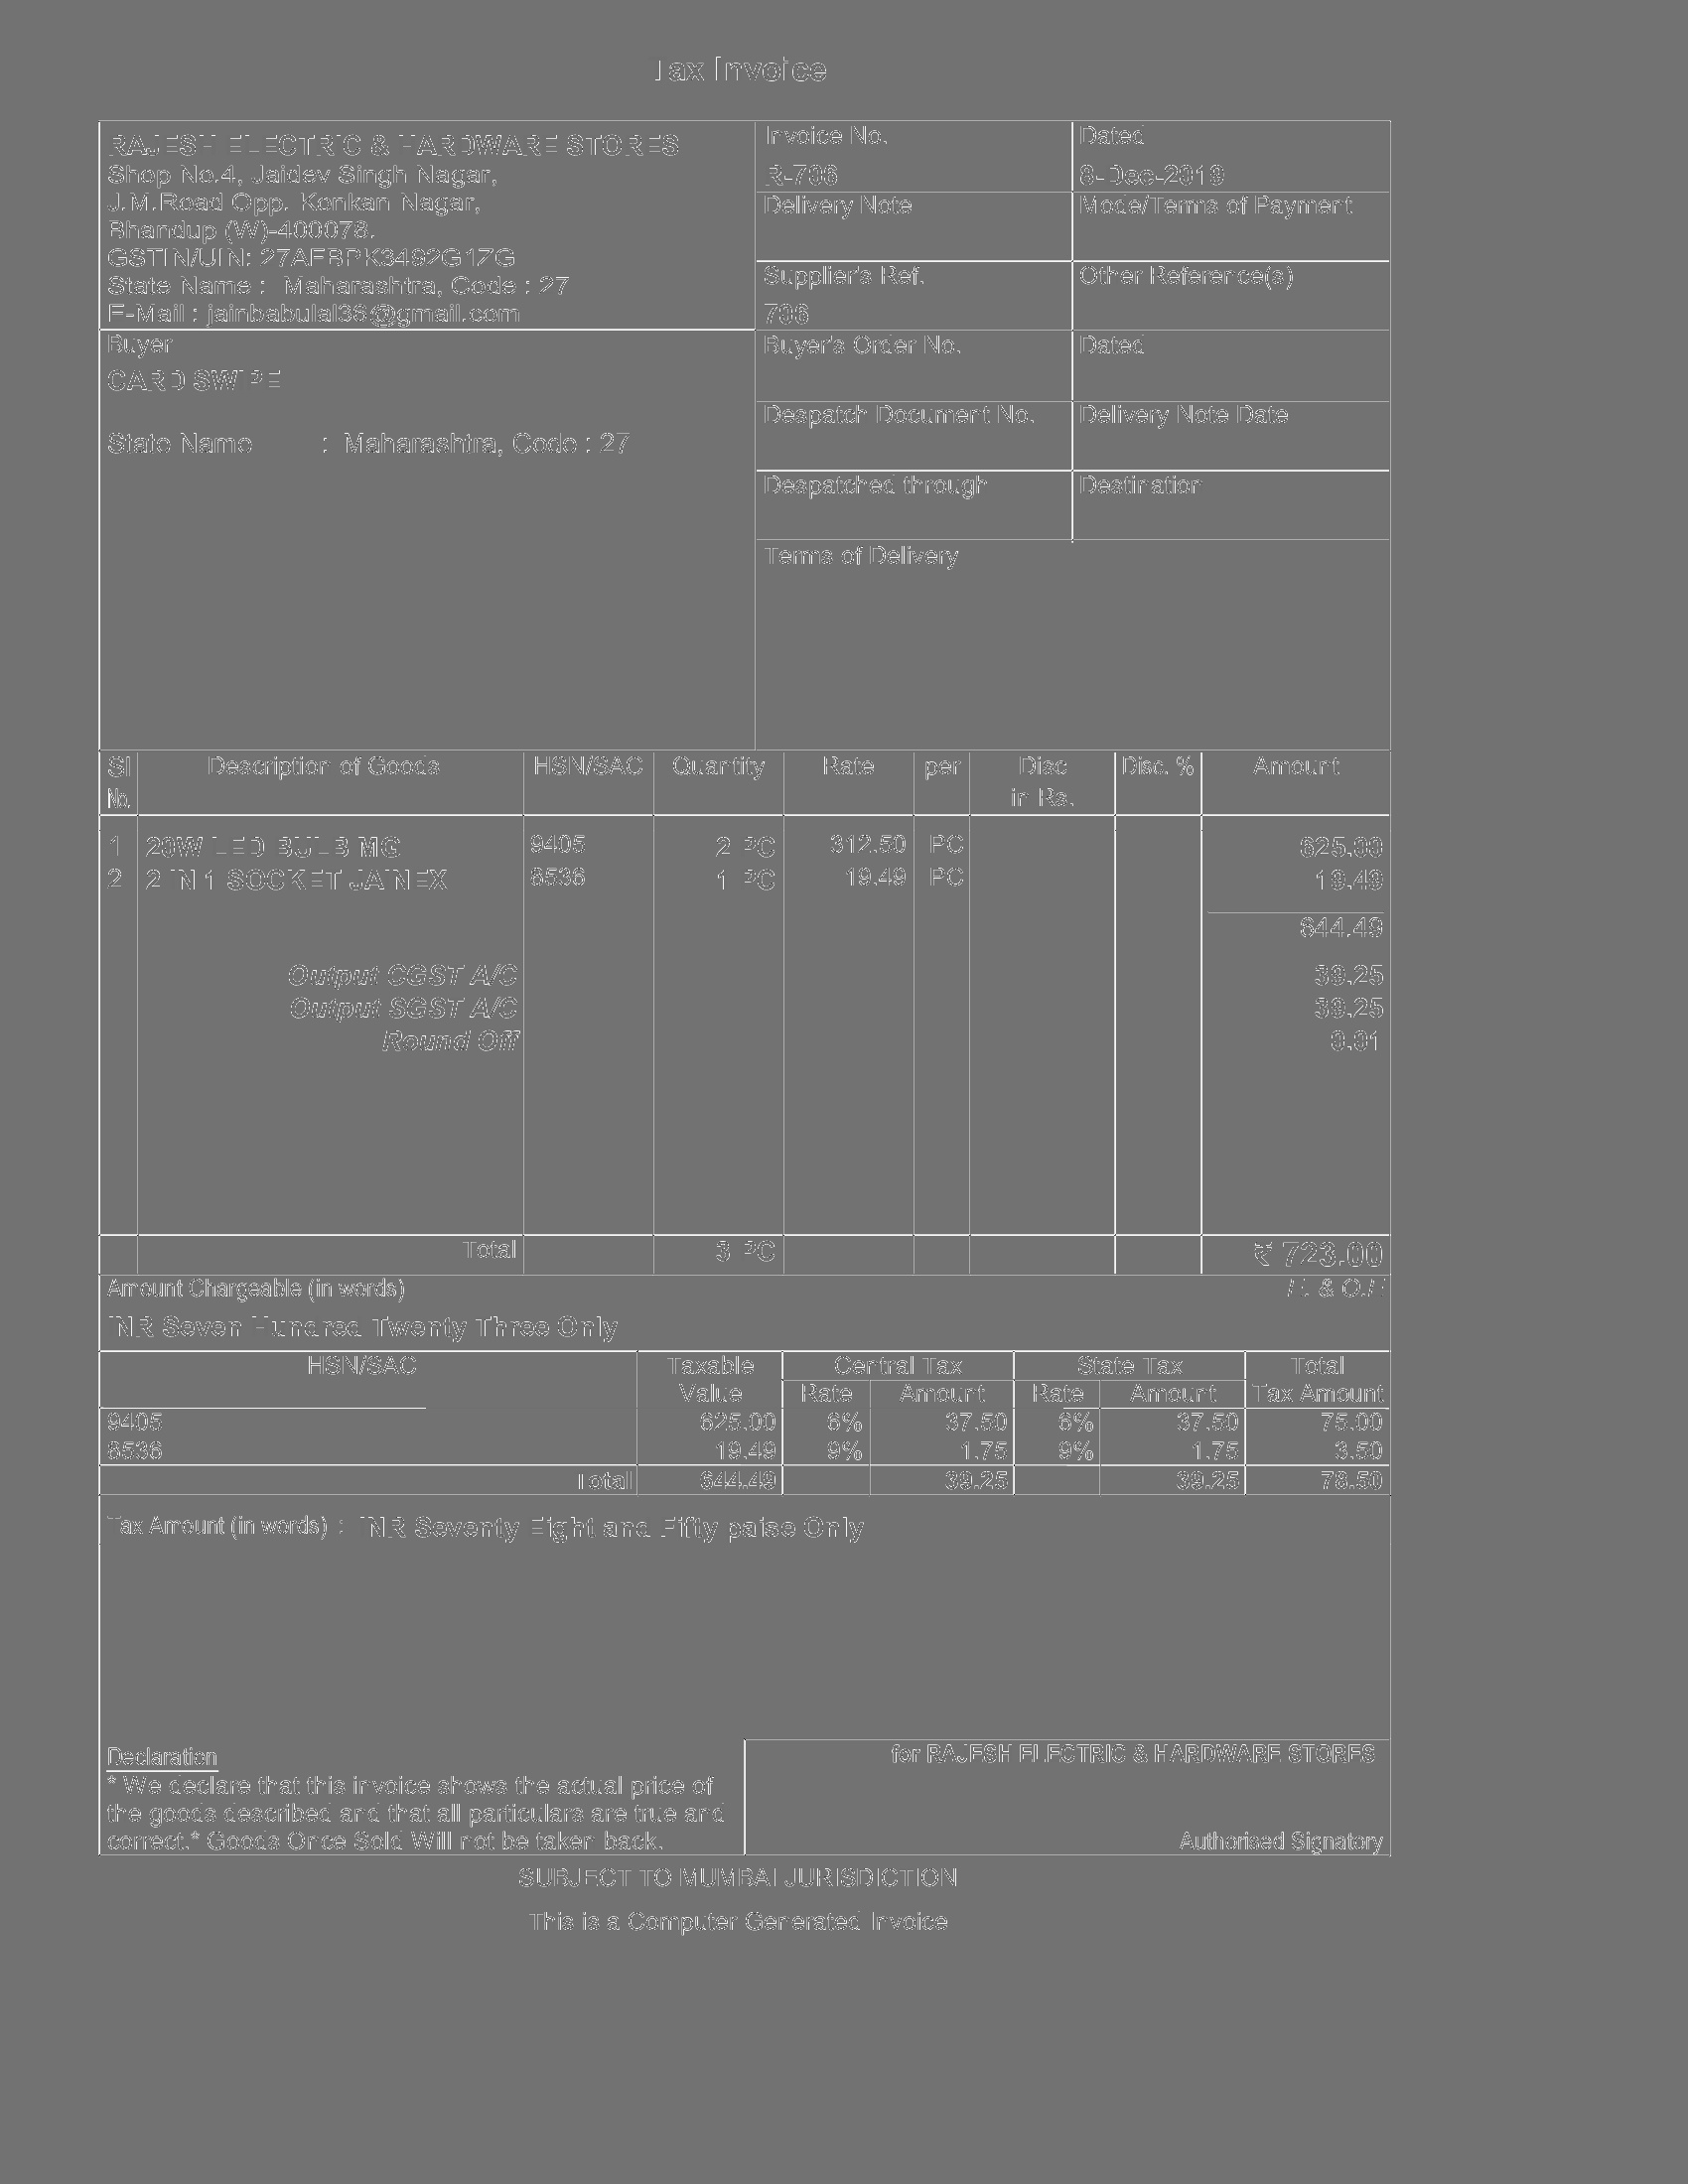 Tax Invoice
RAJESH ELECTRIC & HARDWARE STORES
Shop No.4, Jaidev Singh Nagar,
J.M.Road Opp. Konkan Nagar,
Bhandup (W)-400078.
GSTIN/UIN:
State Name : Maharashtra, Code : 27
E-Mail :
Invoice No.
R-706
Dated
8-Dec-2019
Delivery Note
Mode/Terms of Payment
Supplier's Ref.
706
Other Reference(s)
Buyer
CARD SWIPE
State Name : Maharashtra, Code : 27
Buyer's Order No.
Dated
Despatch Document No.
Delivery Note Date
Despatched through
Destination
Terms of Delivery
Sl No. Description of Goods HSN/SAC Quantity Rate per Disc in Rs. Disc. % Amount
1 20W LED BULB MG 9405 2 PC 312.50 PC 625.00
2 2 IN 1 SOCKET JAINEX 8536 1 PC 19.49 PC 19.49
644.49
Output CGST A/C 39.25
Output SGST A/C 39.25
Round Off 0.01
Total 3 PC ₹ 723.00
Amount Chargeable (in words) E. & O.E
INR Seven Hundred Twenty Three Only
HSN/SAC Taxable Central Tax State Tax Total
Value Rate Amount Rate Amount Tax Amount
9405 625.00 6% 37.50 6% 37.50 75.00
8536 19.49 9% 1.75 9% 1.75 3.50
Total 644.49 39.25 39.25 78.50
Tax Amount (in words) : INR Seventy Eight and Fifty paise Only
Declaration
* We declare that this invoice shows the actual price of
the goods described and that all particulars are true and
correct.* Goods Once Sold Will not be taken back.
for RAJESH ELECTRIC & HARDWARE STORES
Authorised Signatory
SUBJECT TO MUMBAI JURISDICTION
This is a Computer Generated Invoice